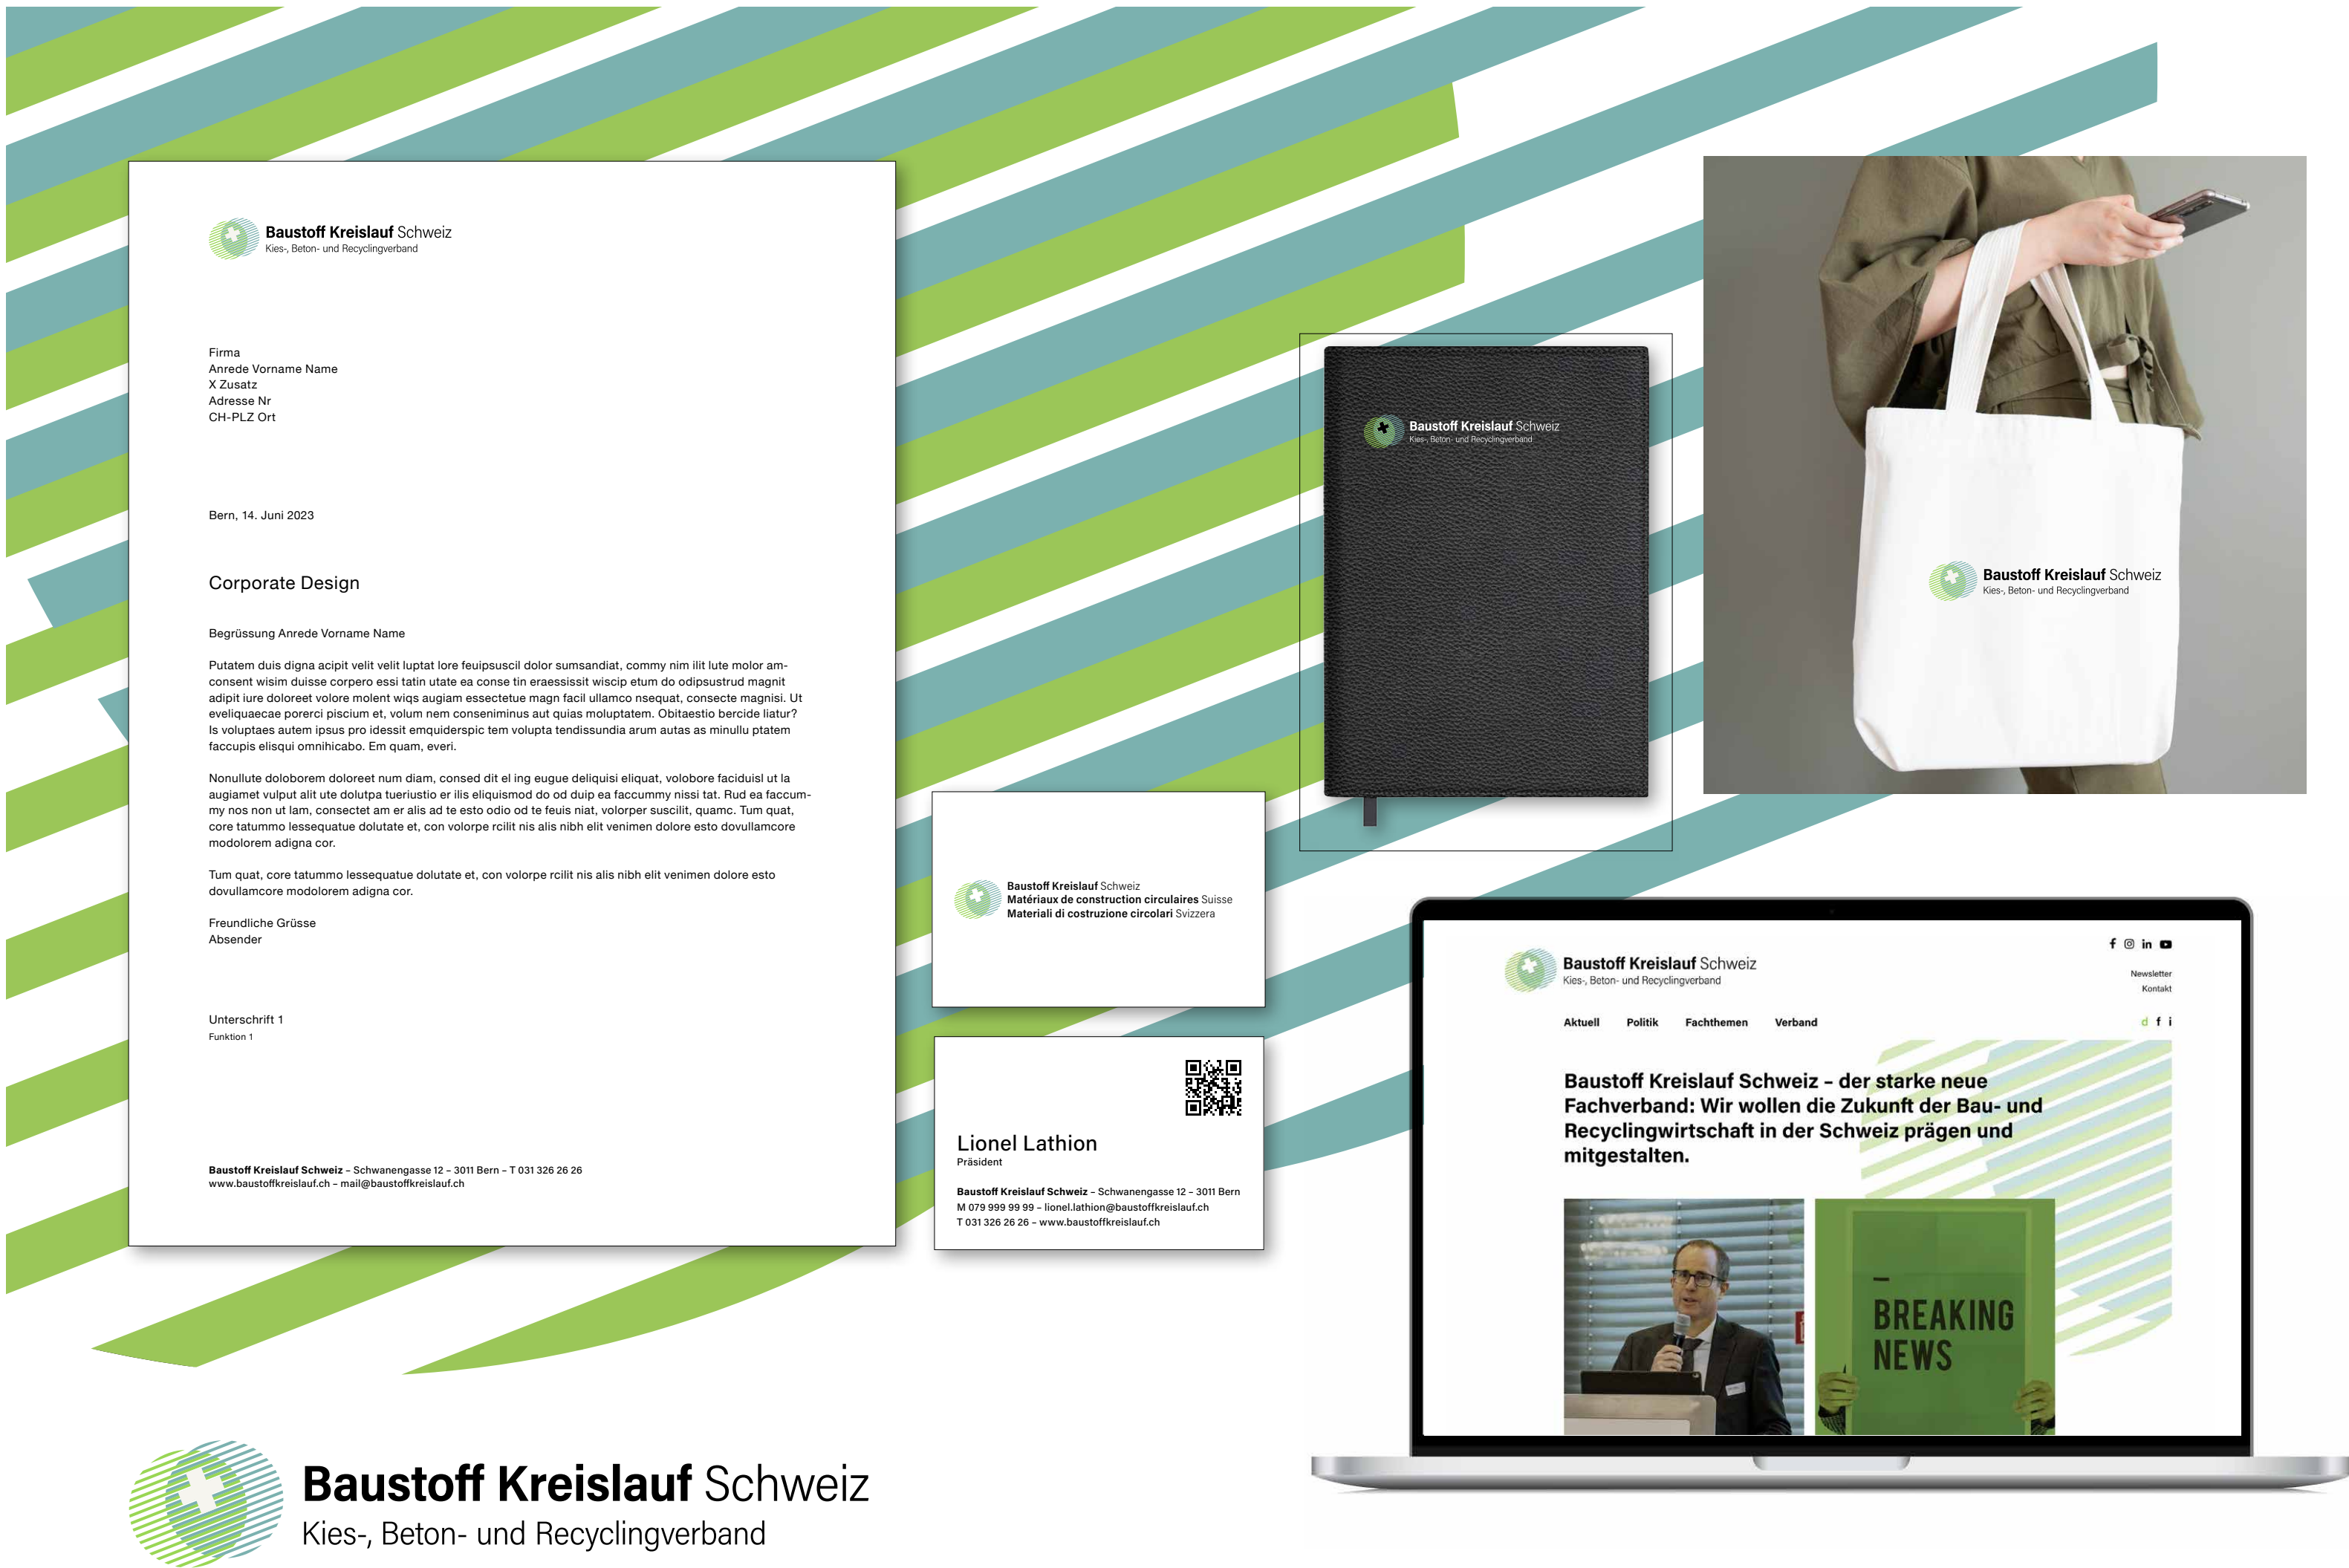 Baustoff Kreislauf Schweiz
Kies-, Beton- und Recyclingverband
Firma
Anrede Vorname Name
X Zusatz
Adresse Nr
CH-PLZ Ort
Bern, 14. Juni 2023
Corporate Design
Begrüssung Anrede Vorname Name
Putatem duis digna acipit velit velit luptat lore feuipsuscil dolor sumsandiat, commy nim ilit lute molor am-
consent wisim duisse corpero essi tatin utate ea conse tin eraessissit wiscip etum do odipsustrud magnit
adipit iure doloreet volore molent wiqs augiam essectetue magn facil ullamco nsequat, consecte magnisi. Ut
eveliquaecae porerci piscium et, volum nem conseniminus aut quias moluptatem. Obitaestio bercide liatur?
Is voluptaes autem ipsus pro idessit emquiderspic tem volupta tendissundia arum autas as minullu ptatem
faccupis elisqui omnihicabo. Em quam, everi.
Nonullute doloborem doloreet num diam, consed dit el ing eugue deliquisi eliquat, volobore faciduisl ut la
augiamet vulput alit ute dolutpa tueriustio er ilis eliquismod do od duip ea faccummy nissi tat. Rud ea faccum-
my nos non ut lam, consectet am er alis ad te esto odio od te feuis niat, volorper suscilit, quamc. Tum quat,
core tatummo lessequatue dolutate et, con volorpe rcilit nis alis nibh elit venimen dolore esto dovullamcore
modolorem adigna cor.
Tum quat, core tatummo lessequatue dolutate et, con volorpe rcilit nis alis nibh elit venimen dolore esto
dovullamcore modolorem adigna cor.
Freundliche Grüsse
Absender
Unterschrift 1
Funktion 1
Baustoff Kreislauf Schweiz – Schwanengasse 12 – 3011 Bern – T 031 326 26 26
www.baustoffkreislauf.ch – mail@baustoffkreislauf.ch
Baustoff Kreislauf Schweiz
Kies-, Beton- und Recyclingverband
Baustoff Kreislauf Schweiz
Kies-, Beton- und Recyclingverband
Baustoff Kreislauf Schweiz
Matériaux de construction circulaires Suisse
Materiali di costruzione circolari Svizzera
Lionel Lathion
Präsident
Baustoff Kreislauf Schweiz – Schwanengasse 12 – 3011 Bern
M 079 999 99 99 – lionel.lathion@baustoffkreislauf.ch
T 031 326 26 26 – www.baustoffkreislauf.ch
Baustoff Kreislauf Schweiz
Kies-, Beton- und Recyclingverband
Newsletter
Kontakt
Aktuell Politik Fachthemen Verband
d f i
Baustoff Kreislauf Schweiz – der starke neue
Fachverband: Wir wollen die Zukunft der Bau- und
Recyclingwirtschaft in der Schweiz prägen und
mitgestalten.
BREAKING
NEWS
Baustoff Kreislauf Schweiz
Kies-, Beton- und Recyclingverband